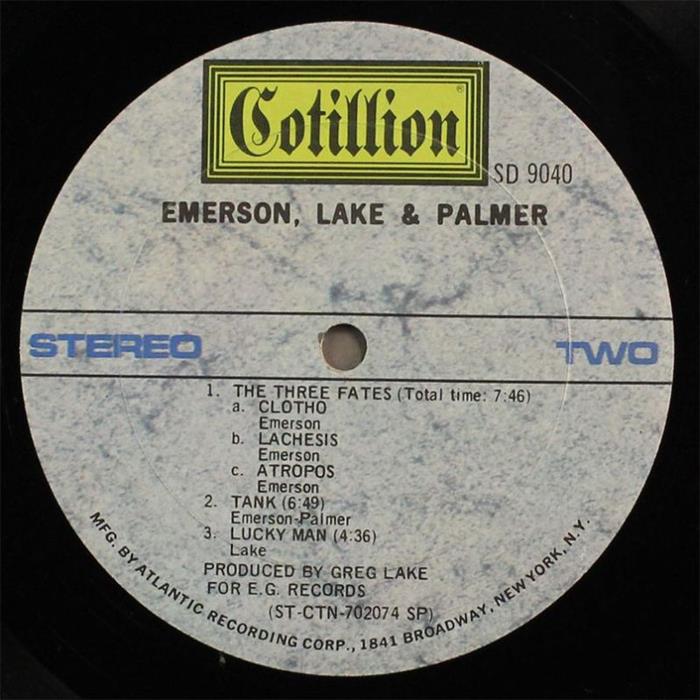 Cotillion®
SD 9040
EMERSON, LAKE & PALMER
STEREO
TWO
1. THE THREE FATES (Total time: 7:46)
a. CLOTHO
Emerson
b. LACHESIS
Emerson
c. ATROPOS
Emerson
2. TANK (6:49)
Emerson-Palmer
3. LUCKY MAN (4:36)
Lake
PRODUCED BY GREG LAKE
FOR E.G. RECORDS
(ST-CTN-702074 SP)
MFG. BY ATLANTIC RECORDING CORP., 1841 BROADWAY, NEW YORK, N.Y.